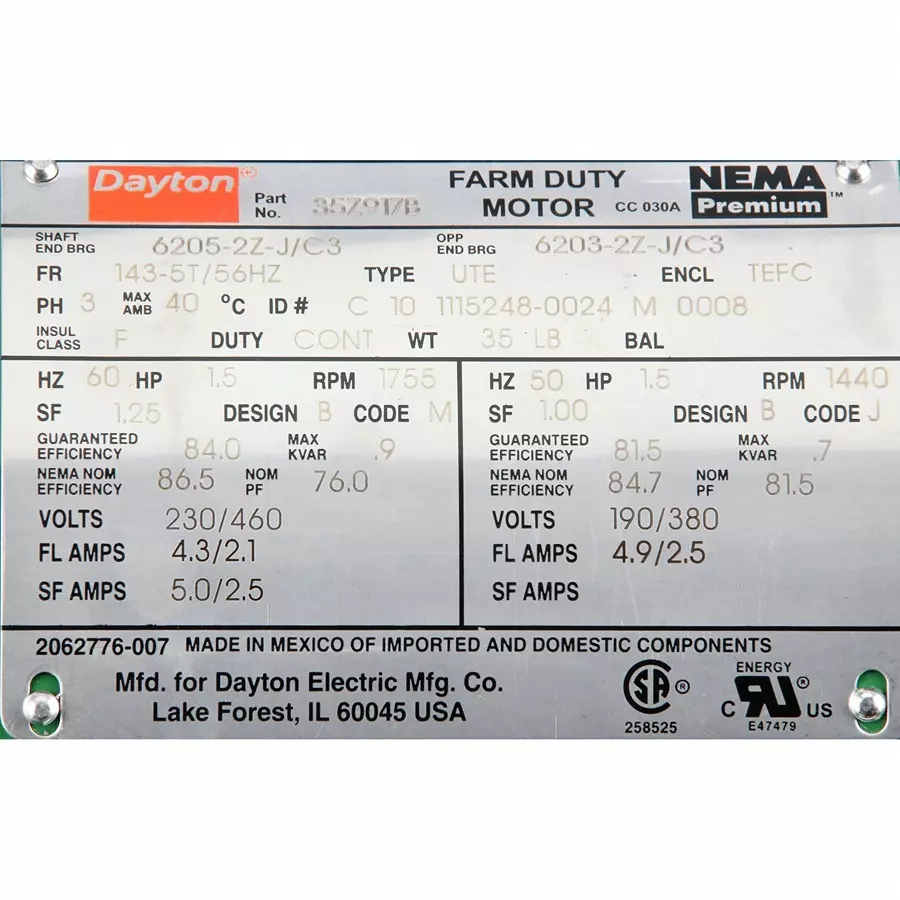 Dayton® Part No. 35Z917B FARM DUTY MOTOR CC 030A NEMA Premium™
SHAFT END BRG 6205-2Z-J/C3 OPP END BRG 6203-2Z-J/C3
FR 143-5T/56HZ TYPE UTE ENCL TEFC
PH 3 MAX AMB 40 °C ID # C 10 1115248-0024 M 0008
INSUL CLASS F DUTY CONT WT 35 LB BAL
HZ 60 HP 1.5 RPM 1755
SF 1.25 DESIGN B CODE M
GUARANTEED EFFICIENCY 84.0 MAX KVAR .9
NEMA NOM EFFICIENCY 86.5 NOM PF 76.0
VOLTS 230/460
FL AMPS 4.3/2.1
SF AMPS 5.0/2.5
HZ 50 HP 1.5 RPM 1440
SF 1.00 DESIGN B CODE J
GUARANTEED EFFICIENCY 81.5 MAX KVAR .7
NEMA NOM EFFICIENCY 84.7 NOM PF 81.5
VOLTS 190/380
FL AMPS 4.9/2.5
SF AMPS
2062776-007 MADE IN MEXICO OF IMPORTED AND DOMESTIC COMPONENTS
Mfd. for Dayton Electric Mfg. Co.
Lake Forest, IL 60045 USA
SA ®
258525
ENERGY
C RU ® US
E47479